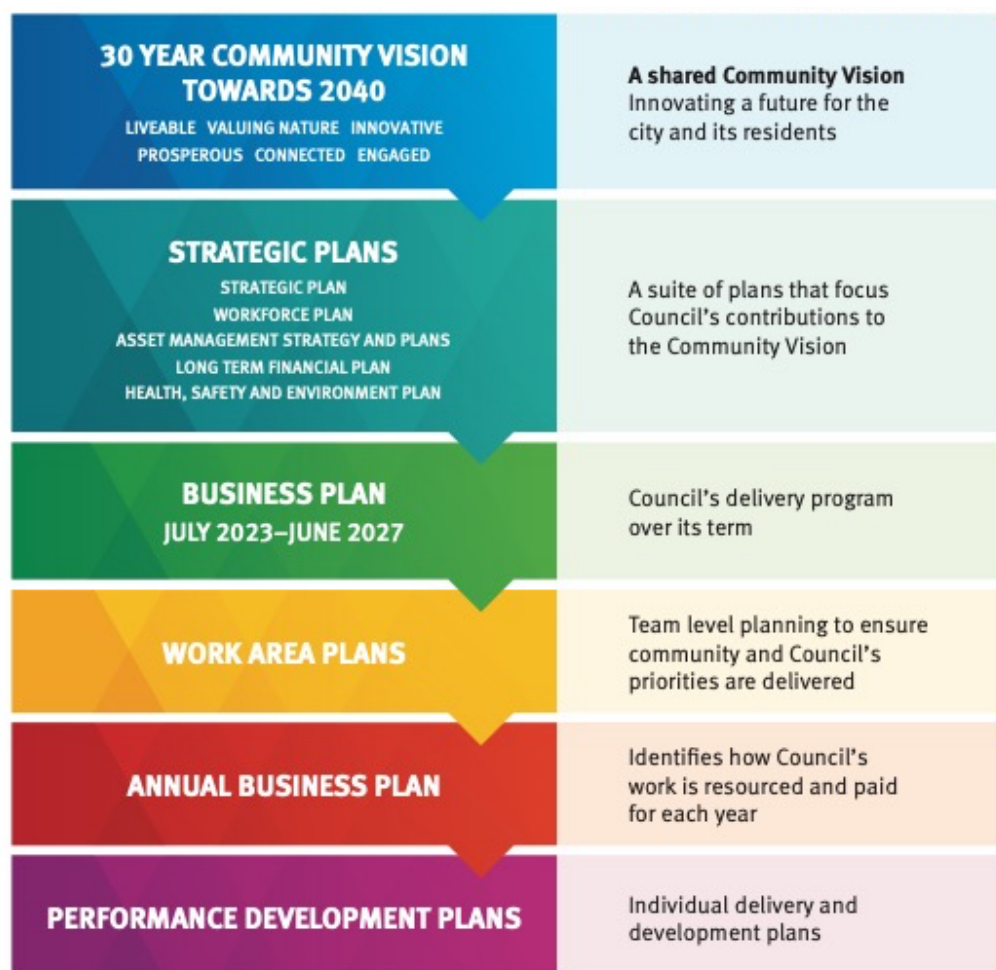 30 YEAR COMMUNITY VISION
TOWARDS 2040
LIVEABLE VALUING NATURE INNOVATIVE
PROSPEROUS CONNECTED ENGAGED
A shared Community Vision
Innovating a future for the
city and its residents
STRATEGIC PLANS
STRATEGIC PLAN
WORKFORCE PLAN
ASSET MANAGEMENT STRATEGY AND PLANS
LONG TERM FINANCIAL PLAN
HEALTH, SAFETY AND ENVIRONMENT PLAN
A suite of plans that focus
Council’s contributions to
the Community Vision
BUSINESS PLAN
JULY 2023–JUNE 2027
Council’s delivery program
over its term
WORK AREA PLANS
Team level planning to ensure
community and Council’s
priorities are delivered
ANNUAL BUSINESS PLAN
Identifies how Council’s
work is resourced and paid
for each year
PERFORMANCE DEVELOPMENT PLANS
Individual delivery and
development plans